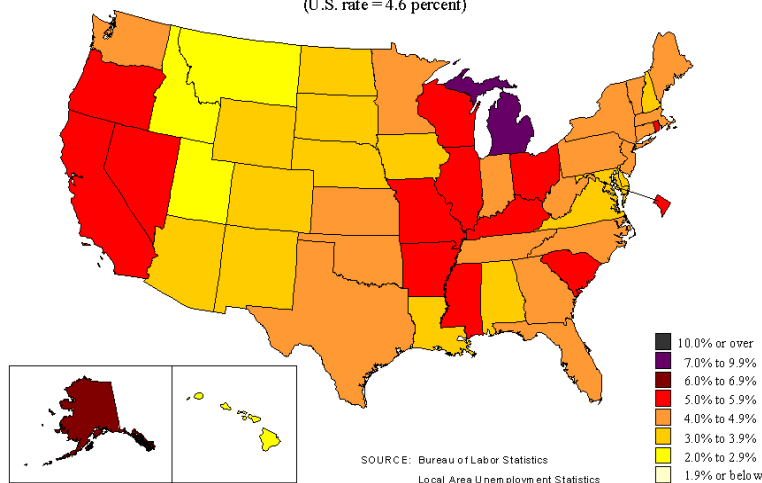 (U.S. rate = 4.6 percent)
10.0% or over
7.0% to 9.9%
6.0% to 6.9%
5.0% to 5.9%
4.0% to 4.9%
3.0% to 3.9%
2.0% to 2.9%
1.9% or below
SOURCE: Bureau of Labor Statistics
Local Area Unemployment Statistics